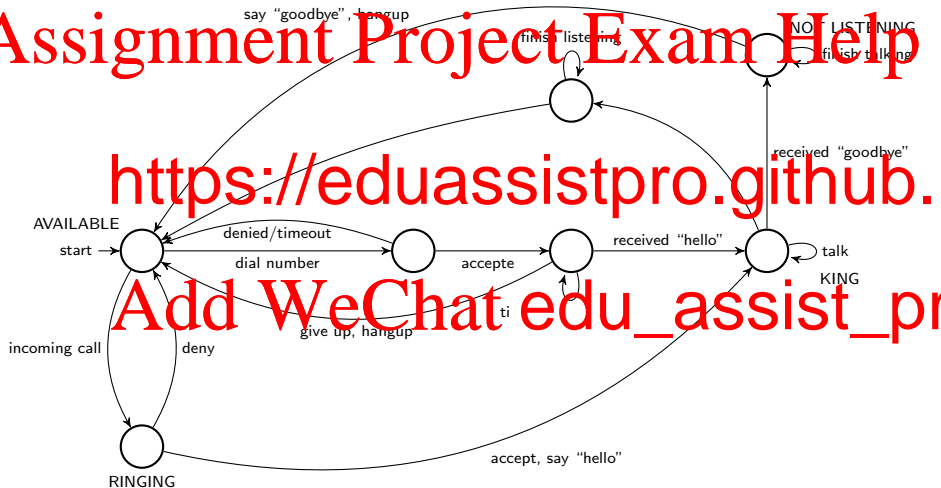 say “goodbye”, hangup
Assignment Project Exam Help
NOT LISTENING
finish listening
finish talking
received “goodbye”
https://eduassistpro.github.
AVAILABLE
start
denied/timeout
dial number
accepte
received “hello”
talk
KING
Add WeChat edu_assist_pr
ti
give up, hangup
incoming call
deny
accept, say “hello”
RINGING